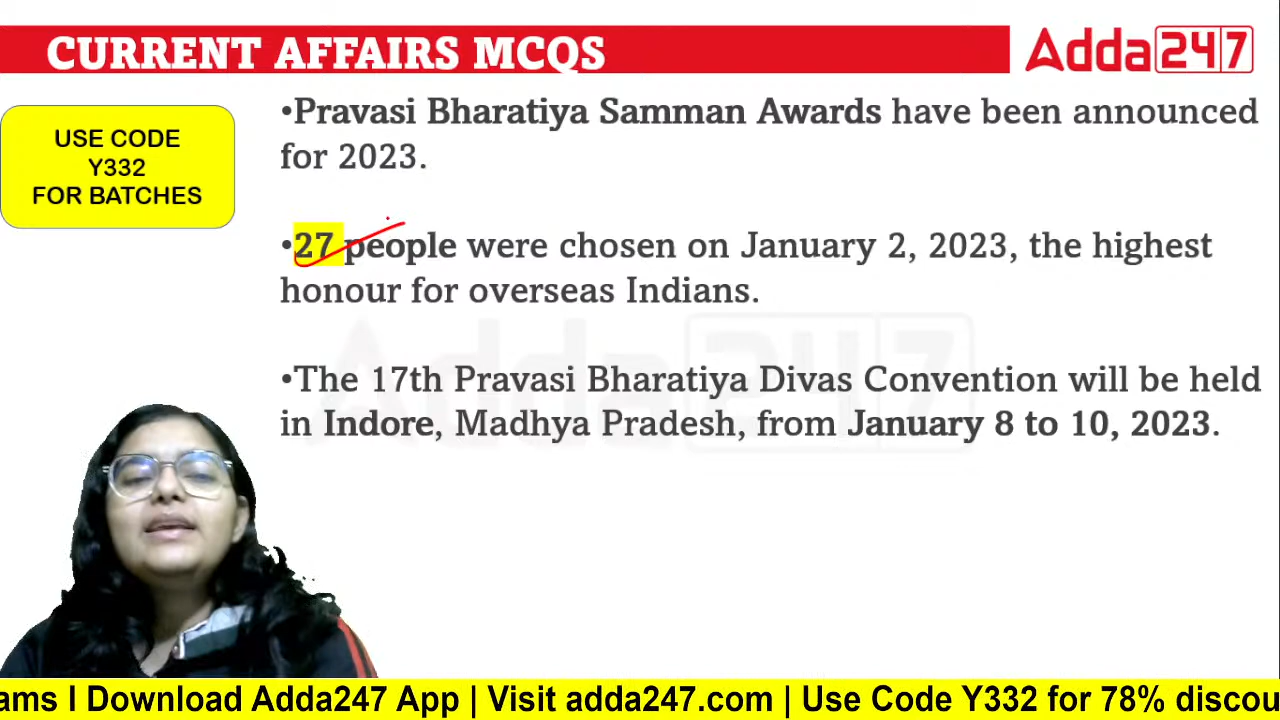 CURRENT AFFAIRS MCQS
Adda247
USE CODE
Y332
FOR BATCHES
•Pravasi Bharatiya Samman Awards have been announced
for 2023.
•27 people were chosen on January 2, 2023, the highest
honour for overseas Indians.
Adda247
•The 17th Pravasi Bharatiya Divas Convention will be held
in Indore, Madhya Pradesh, from January 8 to 10, 2023.
ams I Download Adda247 App | Visit adda247.com | Use Code Y332 for 78% discou